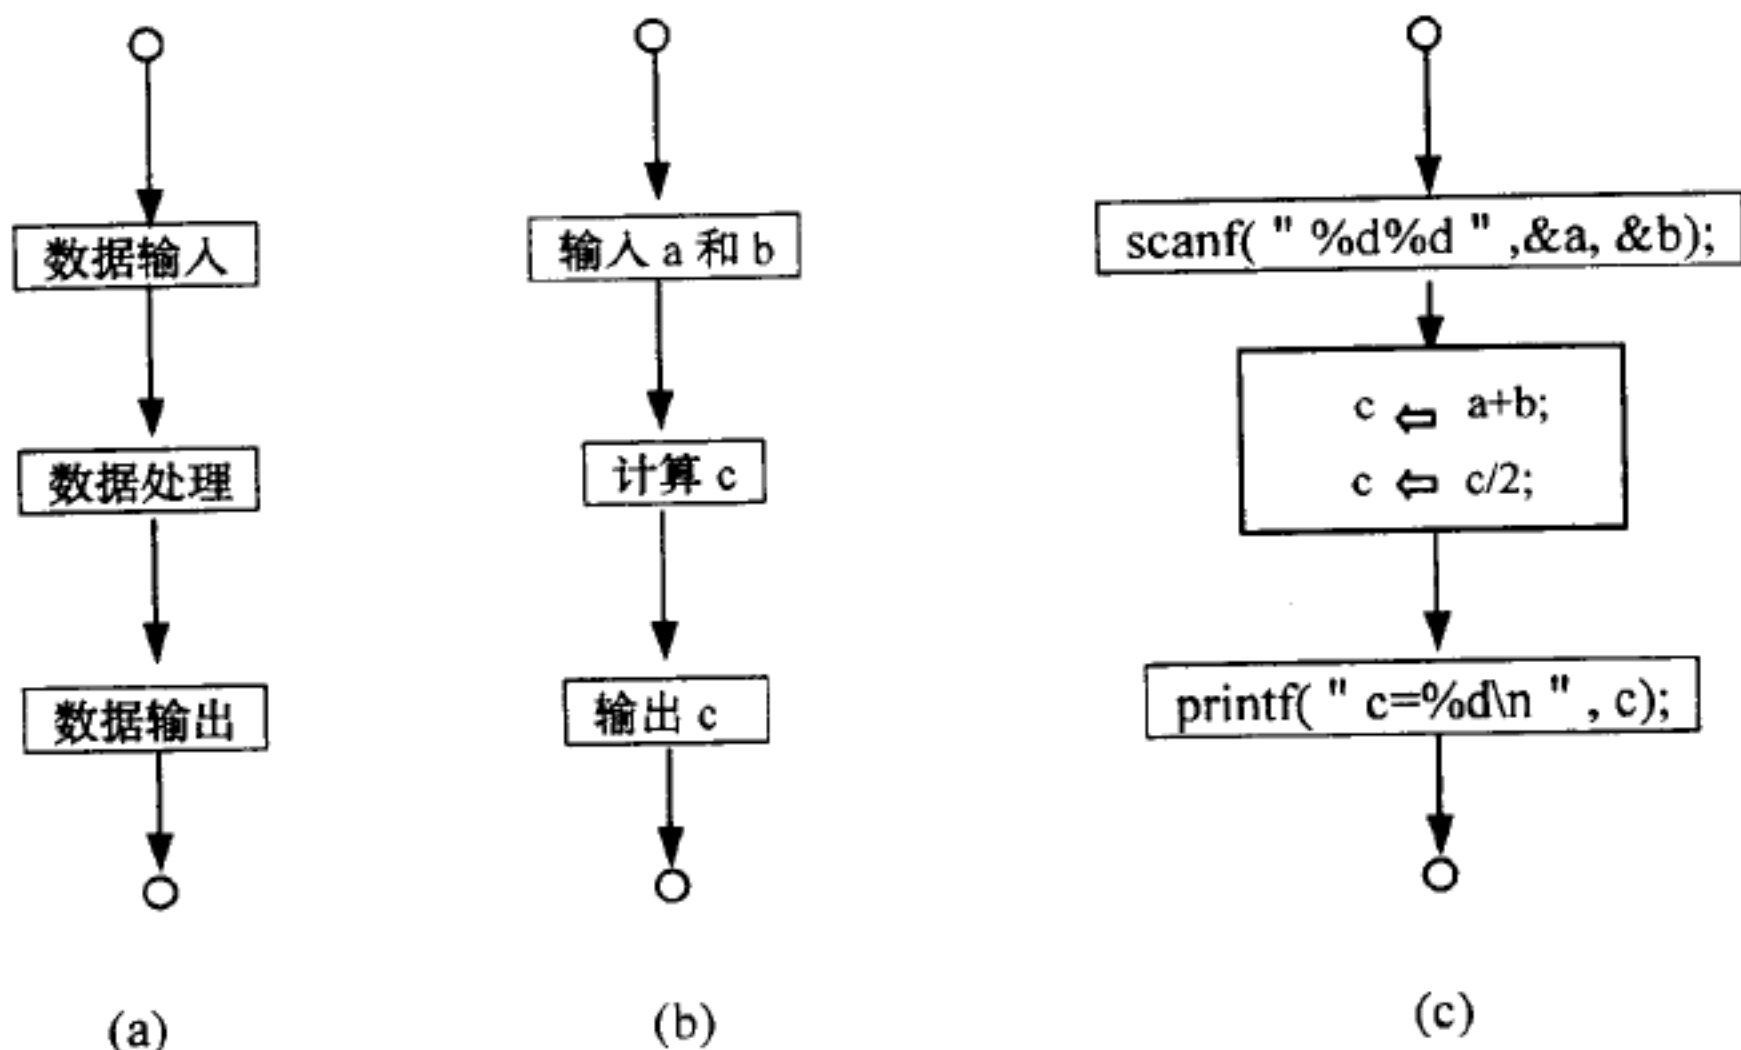 数据输入
数据处理
数据输出
(a)
输入 a 和 b
计算 c
输出 c
(b)
scanf( " %d%d " ,&a, &b);
c ⇦ a+b;
c ⇦ c/2;
printf( " c=%d\n " , c);
(c)